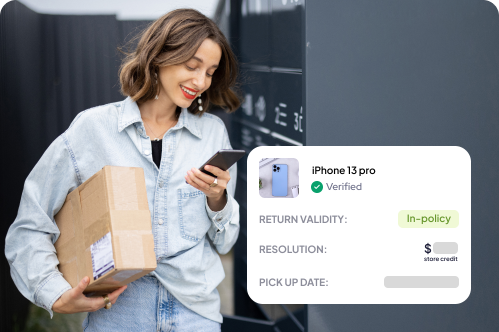 iPhone 13 pro
Verified
RETURN VALIDITY: In-policy
RESOLUTION: $
store credit
PICK UP DATE: